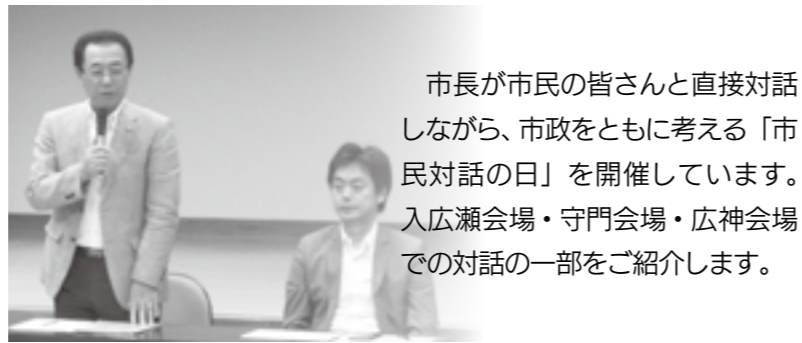 市長が市民の皆さんと直接対話
しながら、市政をともに考える「市
民対話の日」を開催しています。
入広瀬会場・守門会場・広神会場
での対話の一部をご紹介します。